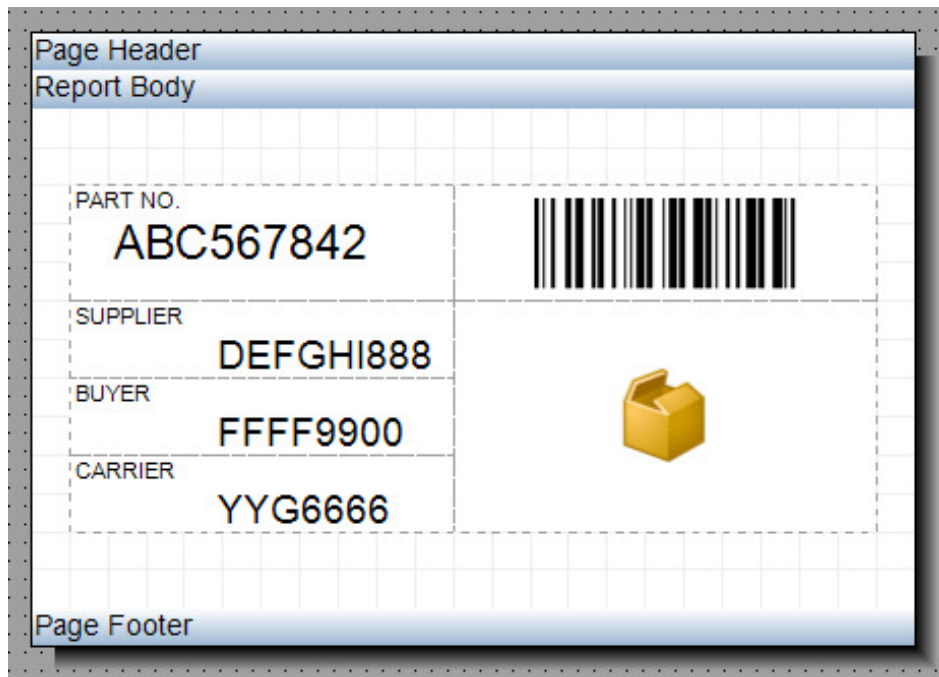 Page Header
Report Body
PART NO.
ABC567842
SUPPLIER
DEFGHI888
BUYER
FFFF9900
CARRIER
YYG6666
Page Footer